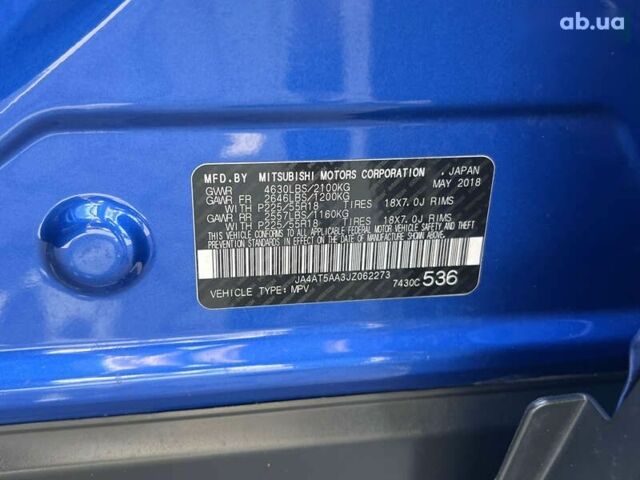 ab.ua
MFD.BY MITSUBISHI MOTORS CORPORATION , JAPAN
GVWR 4630LBS/2100KG MAY 2018
GAWR FR 2646LBS/1200KG
WITH P225/55R18 TIRES 18X7.0J RIMS
GAWR RR 2557LBS/1160KG
WITH P225/55R18 TIRES 18X7.0J RIMS
THIS VEHICLE CONFORMS TO ALL APPLICABLE FEDERAL
MOTOR VEHICLE SAFETY AND THEFT PREVENTION
STANDARDS IN EFFECT ON THE DATE OF MANUFACTURE
SHOWN ABOVE.
JA4AT5AA3JZ062273
VEHICLE TYPE: MPV 7430C 536